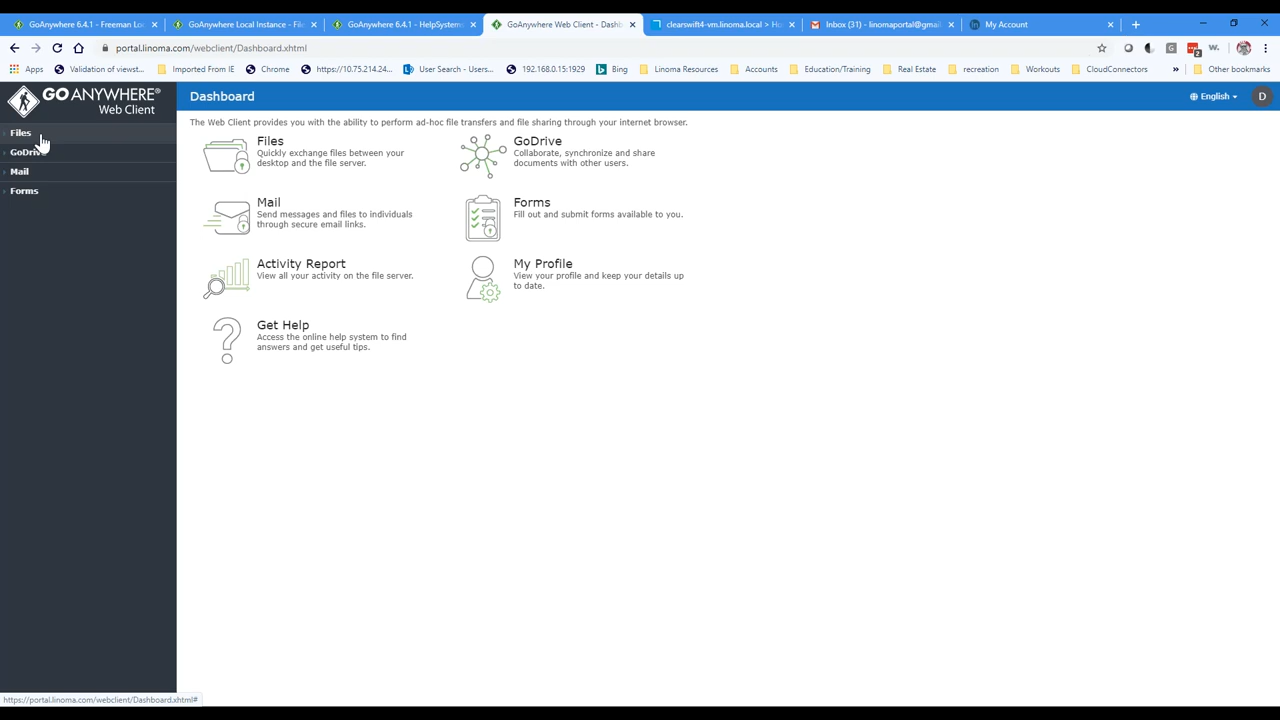 GoAnywhere 6.4.1 - Freeman Lou
GoAnywhere Local Instance - File
GoAnywhere 6.4.1 - HelpSystems
GoAnywhere Web Client - Dashb
clearswift4-vm.linoma.local > Ho
Inbox (31) - linomaportal@gmail
My Account
portal.linoma.com/webclient/Dashboard.xhtml
Apps
Validation of viewst...
Imported From IE
Chrome
https://10.75.214.24...
User Search - Users...
192.168.0.15:1929
Bing
Linoma Resources
Accounts
Education/Training
Real Estate
recreation
Workouts
CloudConnectors
»
Other bookmarks
GO ANYWHERE®
Web Client
Dashboard
English
D
Files
GoDrive
Mail
Forms
The Web Client provides you with the ability to perform ad-hoc file transfers and file sharing through your internet browser.
Files
Quickly exchange files between your
desktop and the file server.
GoDrive
Collaborate, synchronize and share
documents with other users.
Mail
Send messages and files to individuals
through secure email links.
Forms
Fill out and submit forms available to you.
Activity Report
View all your activity on the file server.
My Profile
View your profile and keep your details up
to date.
Get Help
Access the online help system to find
answers and get useful tips.
https://portal.linoma.com/webclient/Dashboard.xhtml#